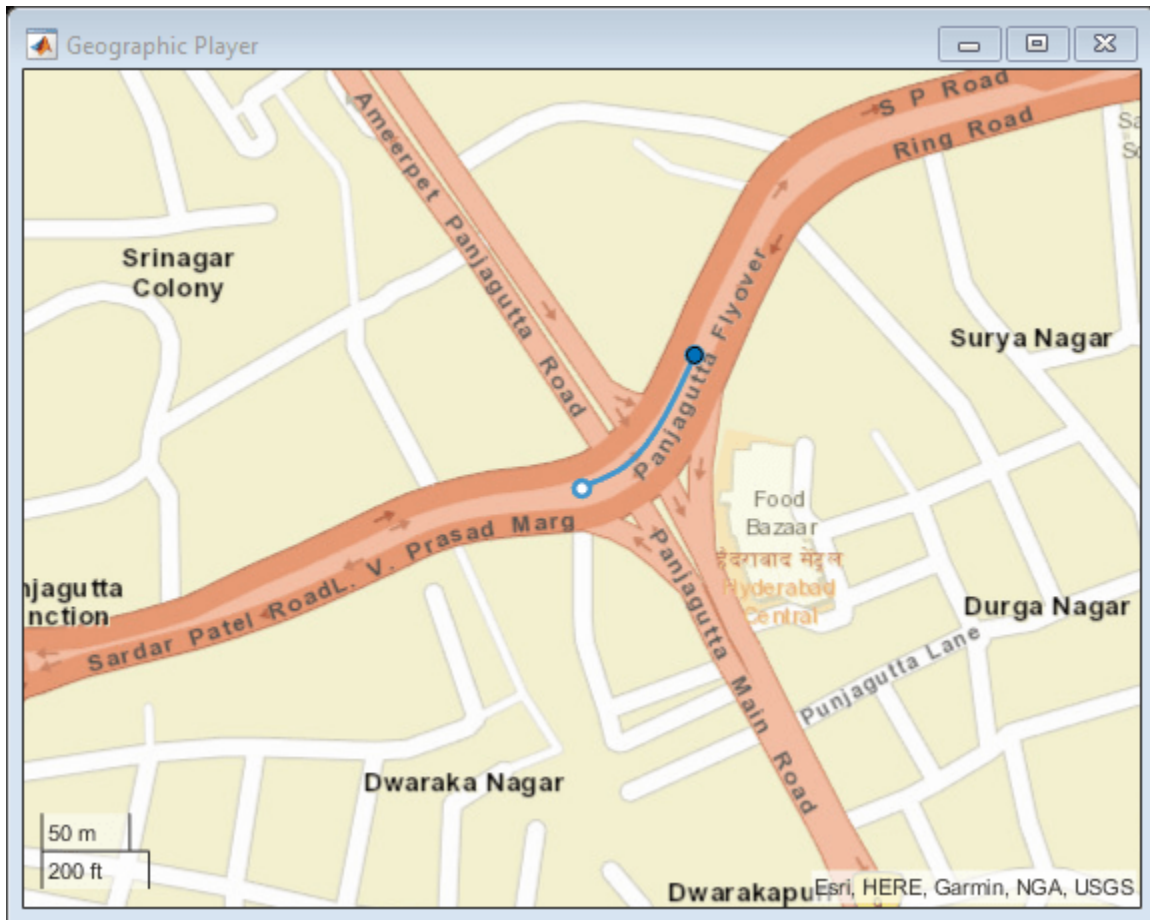 Geographic Player
S P Road
Ring Road
Ameerpet Panjagutta Road
Srinagar
Colony
Panjagutta Flyover
Surya Nagar
Food
Bazaar
हैदराबाद सेंट्रल
Hyderabad
Central
L. V. Prasad Marg
Panjagutta Main Road
njagutta
nction
Durga Nagar
Sardar Patel Road
Punjagutta Lane
Dwaraka Nagar
50 m
200 ft
Dwarakapu
Esri, HERE, Garmin, NGA, USGS